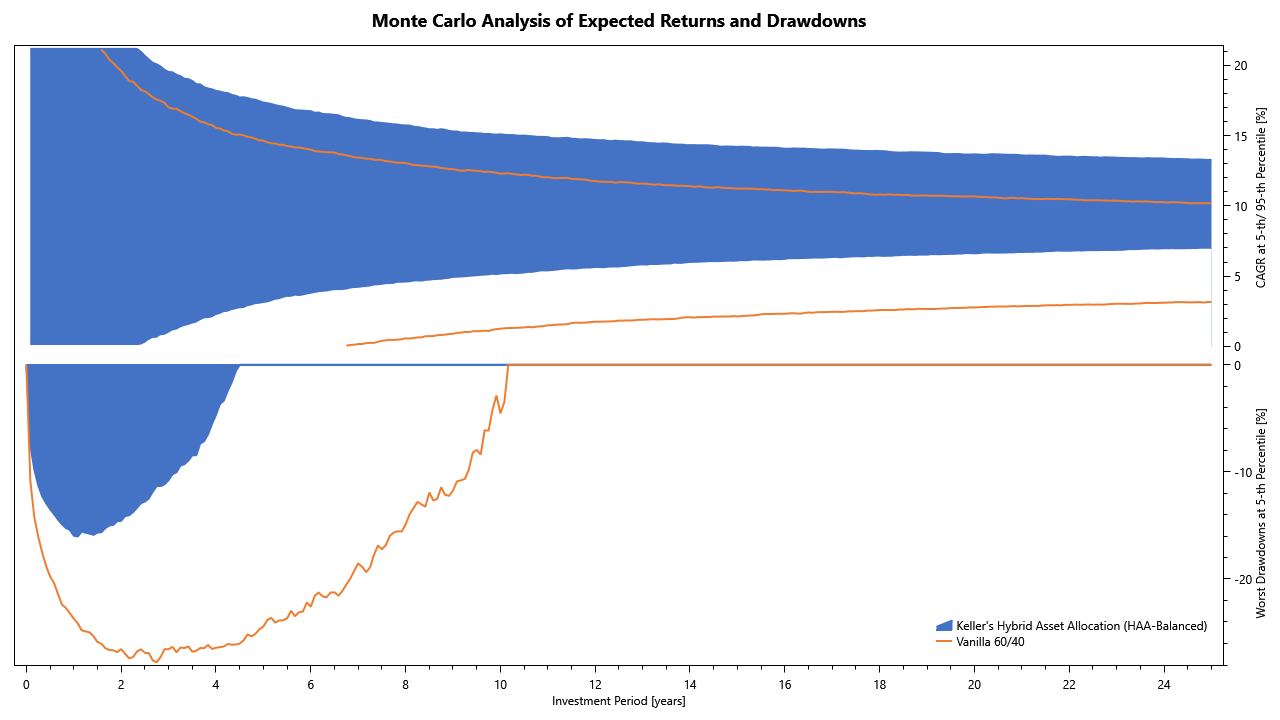 Monte Carlo Analysis of Expected Returns and Drawdowns
20
15
10
5
0
CAGR at 5-th/ 95-th Percentile [%]
0
-10
-20
Worst Drawdowns at 5-th Percentile [%]
Keller's Hybrid Asset Allocation (HAA-Balanced)
Vanilla 60/40
0 2 4 6 8 10 12 14 16 18 20 22 24
Investment Period [years]